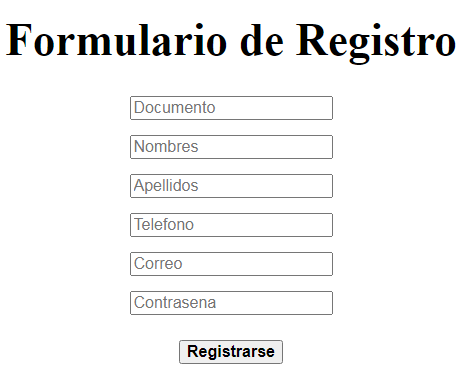 Formulario de Registro
Documento
Nombres
Apellidos
Telefono
Correo
Contrasena
Registrarse